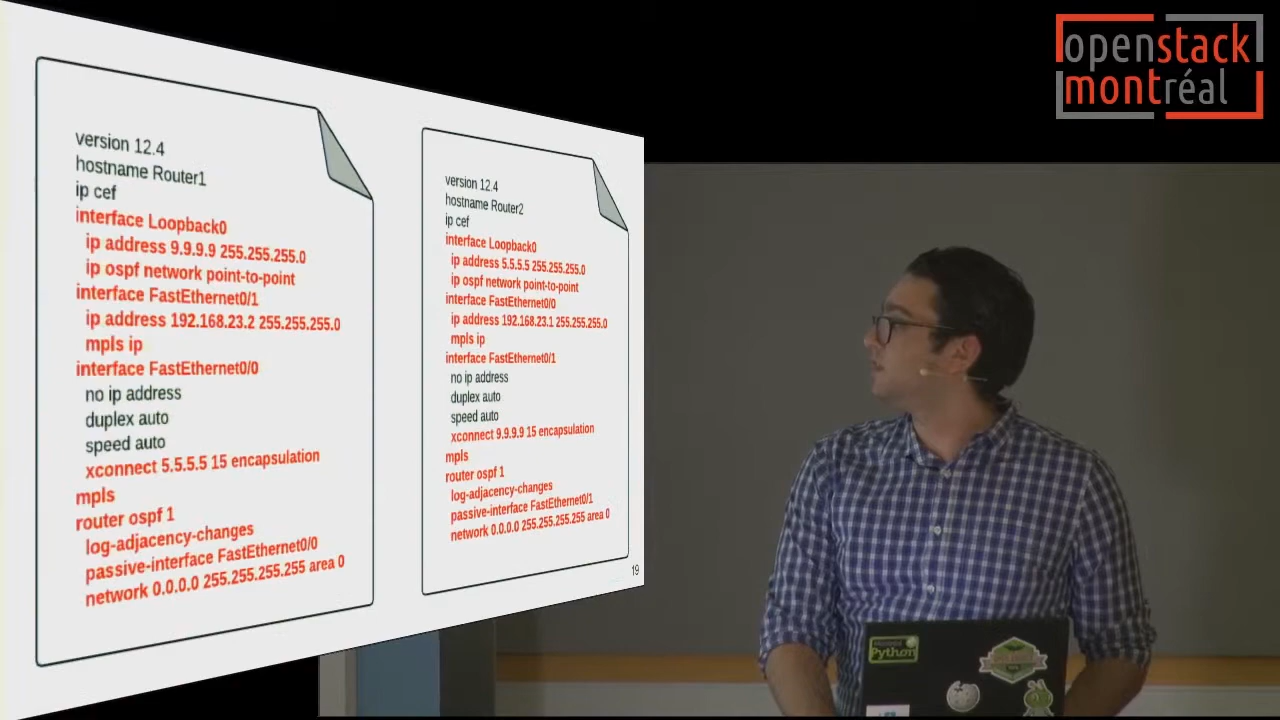 version 12.4
hostname Router1
ip cef
interface Loopback0
ip address 9.9.9.9 255.255.255.0
ip ospf network point-to-point
interface FastEthernet0/1
ip address 192.168.23.2 255.255.255.0
mpls ip
interface FastEthernet0/0
no ip address
duplex auto
speed auto
xconnect 5.5.5.5 15 encapsulation
mpls
router ospf 1
log-adjacency-changes
passive-interface FastEthernet0/0
network 0.0.0.0 255.255.255.255 area 0
version 12.4
hostname Router2
ip cef
interface Loopback0
ip address 5.5.5.5 255.255.255.0
ip ospf network point-to-point
interface FastEthernet0/0
ip address 192.168.23.1 255.255.255.0
mpls ip
interface FastEthernet0/1
no ip address
duplex auto
speed auto
xconnect 9.9.9.9 15 encapsulation
mpls
router ospf 1
log-adjacency-changes
passive-interface FastEthernet0/1
network 0.0.0.0 255.255.255.255 area 0
19
openstack
montréal
Python